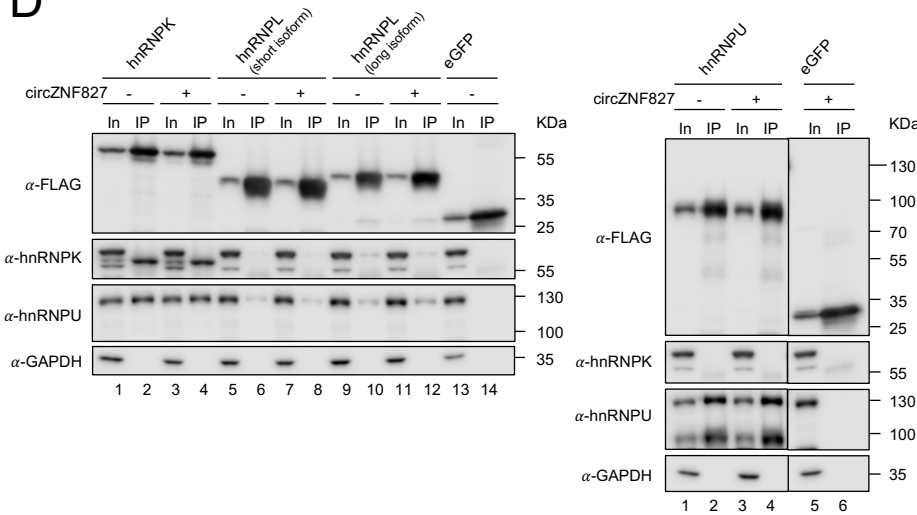 D
hnRNPK
hnRNPL
(short isoform)
hnRNPL
(long isoform)
eGFP
circZNF827 - + - + - + -
In IP In IP In IP In IP In IP In IP In IP
KDa
α-FLAG
55
35
25
α-hnRNPK
55
α-hnRNPU
130
100
α-GAPDH
35
1 2 3 4 5 6 7 8 9 10 11 12 13 14
hnRNPU
eGFP
circZNF827 - + +
In IP In IP In IP
KDa
130
100
α-FLAG
70
55
35
25
α-hnRNPK
55
α-hnRNPU
130
100
α-GAPDH
35
1 2 3 4 5 6